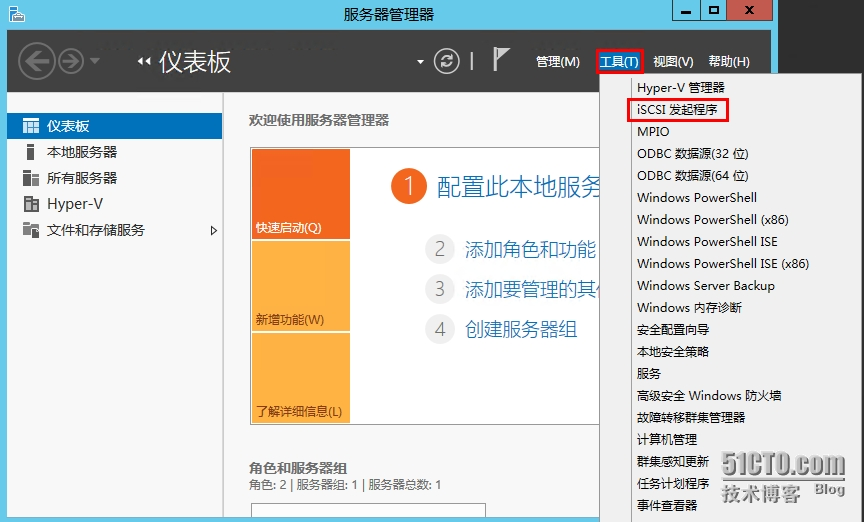 服务器管理器
仪表板
管理(M)
工具(T)
视图(V)
帮助(H)
仪表板
本地服务器
所有服务器
Hyper-V
文件和存储服务
欢迎使用服务器管理器
快速启动(Q)
新增功能(W)
了解详细信息(L)
1 配置此本地服务
2 添加角色和功能
3 添加要管理的其
4 创建服务器组
角色和服务器组
角色: 2 | 服务器组: 1 | 服务器总数: 1
Hyper-V 管理器
iSCSI 发起程序
MPIO
ODBC 数据源(32 位)
ODBC 数据源(64 位)
Windows PowerShell
Windows PowerShell (x86)
Windows PowerShell ISE
Windows PowerShell ISE (x86)
Windows Server Backup
Windows 内存诊断
安全配置向导
本地安全策略
服务
高级安全 Windows 防火墙
故障转移群集管理器
计算机管理
群集感知更新
任务计划程序
事件查看器
51CTO.com
技术博客 Blog